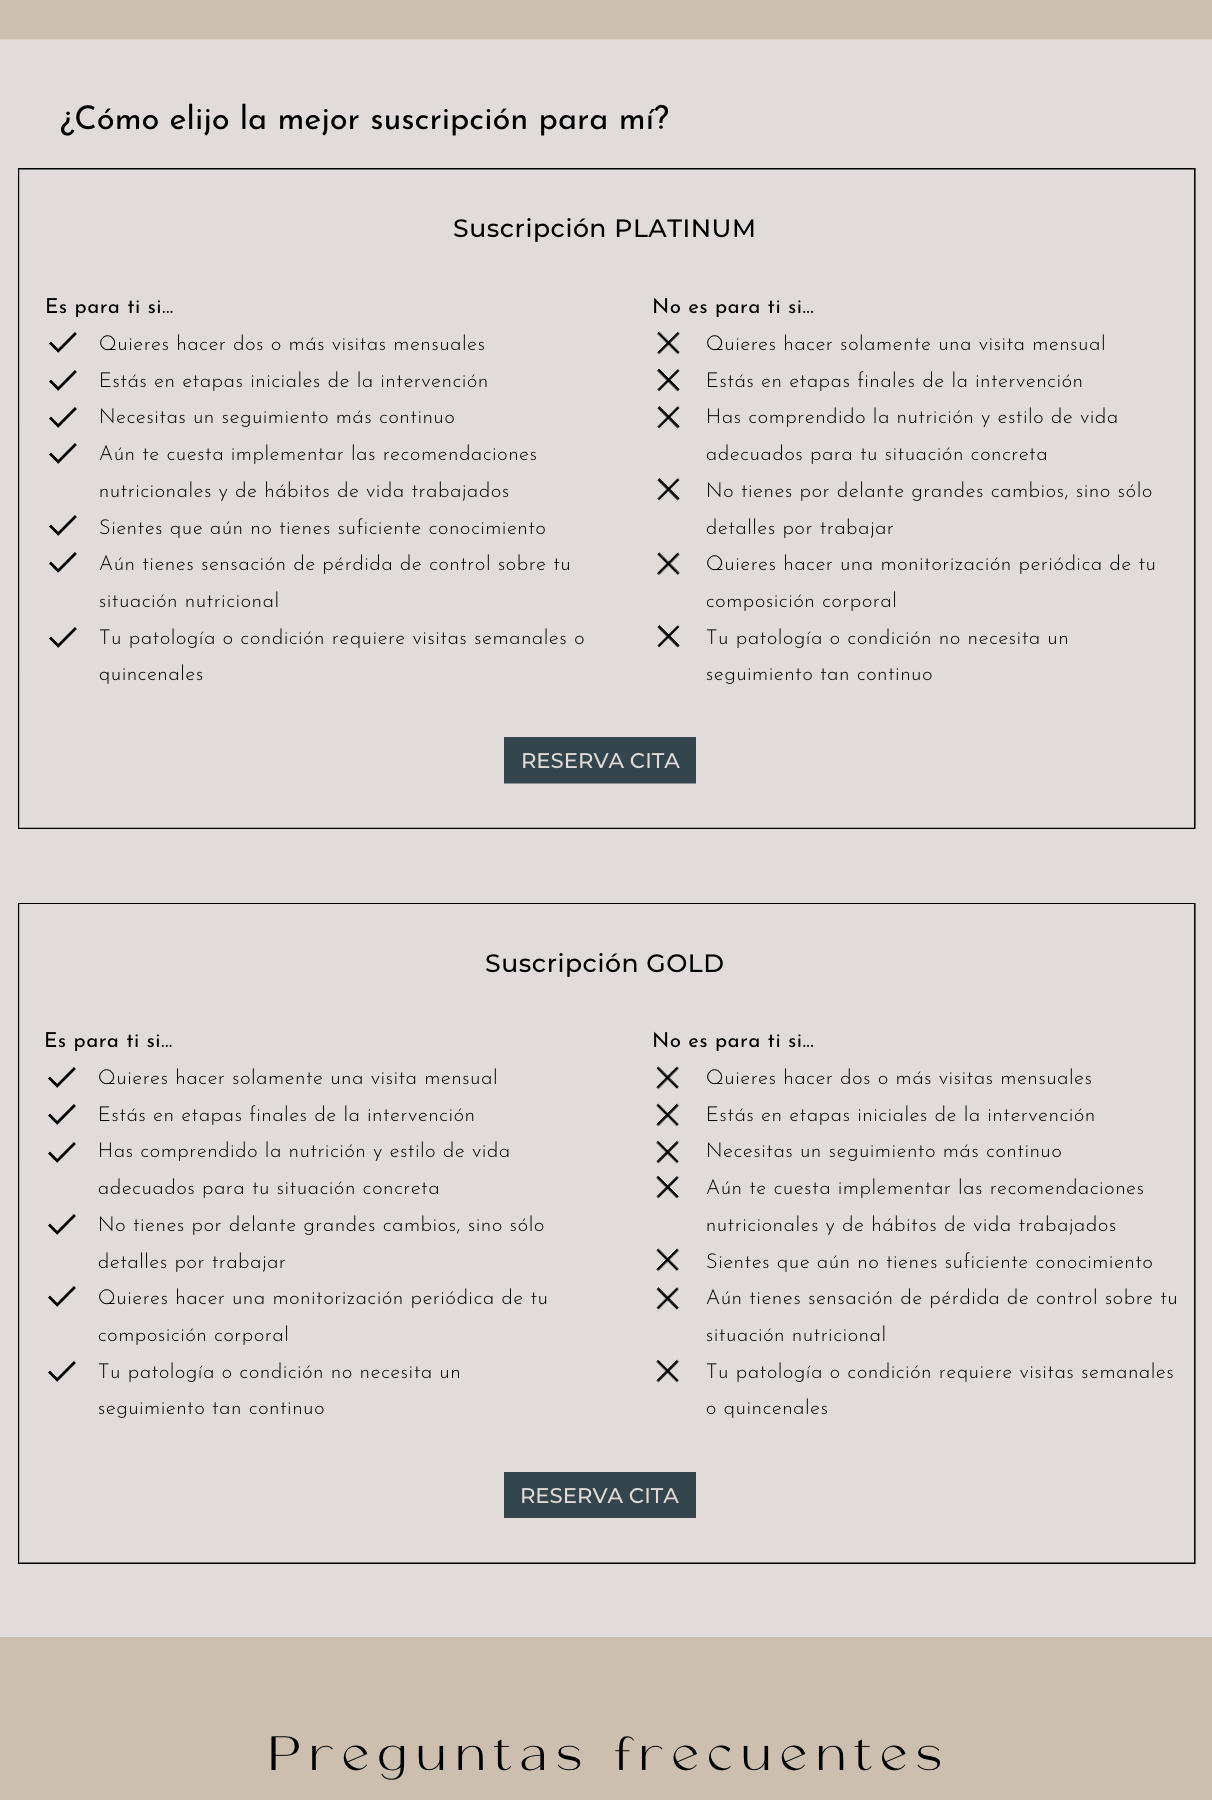 ¿Cómo elijo la mejor suscripción para mí?
Suscripción PLATINUM
Es para ti si...
Quieres hacer dos o más visitas mensuales
Estás en etapas iniciales de la intervención
Necesitas un seguimiento más continuo
Aún te cuesta implementar las recomendaciones
nutricionales y de hábitos de vida trabajados
Sientes que aún no tienes suficiente conocimiento
Aún tienes sensación de pérdida de control sobre tu
situación nutricional
Tu patología o condición requiere visitas semanales o
quincenales
No es para ti si...
Quieres hacer solamente una visita mensual
Estás en etapas finales de la intervención
Has comprendido la nutrición y estilo de vida
adecuados para tu situación concreta
No tienes por delante grandes cambios, sino sólo
detalles por trabajar
Quieres hacer una monitorización periódica de tu
composición corporal
Tu patología o condición no necesita un
seguimiento tan continuo
RESERVA CITA
Suscripción GOLD
Es para ti si...
Quieres hacer solamente una visita mensual
Estás en etapas finales de la intervención
Has comprendido la nutrición y estilo de vida
adecuados para tu situación concreta
No tienes por delante grandes cambios, sino sólo
detalles por trabajar
Quieres hacer una monitorización periódica de tu
composición corporal
Tu patología o condición no necesita un
seguimiento tan continuo
No es para ti si...
Quieres hacer dos o más visitas mensuales
Estás en etapas iniciales de la intervención
Necesitas un seguimiento más continuo
Aún te cuesta implementar las recomendaciones
nutricionales y de hábitos de vida trabajados
Sientes que aún no tienes suficiente conocimiento
Aún tienes sensación de pérdida de control sobre tu
situación nutricional
Tu patología o condición requiere visitas semanales
o quincenales
RESERVA CITA
Preguntas frecuentes